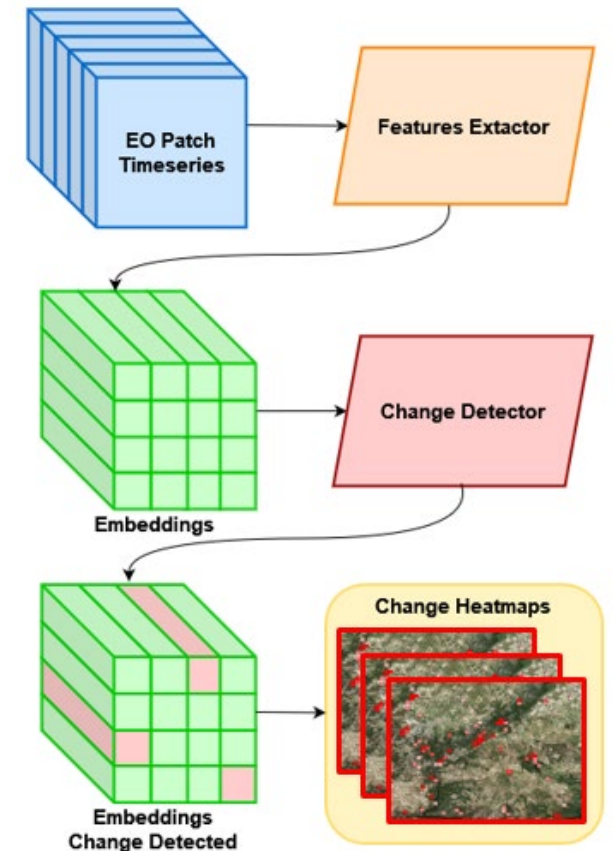 EO Patch
Timeseries
Features Extactor
Embeddings
Change Detector
Embeddings
Change Detected
Change Heatmaps